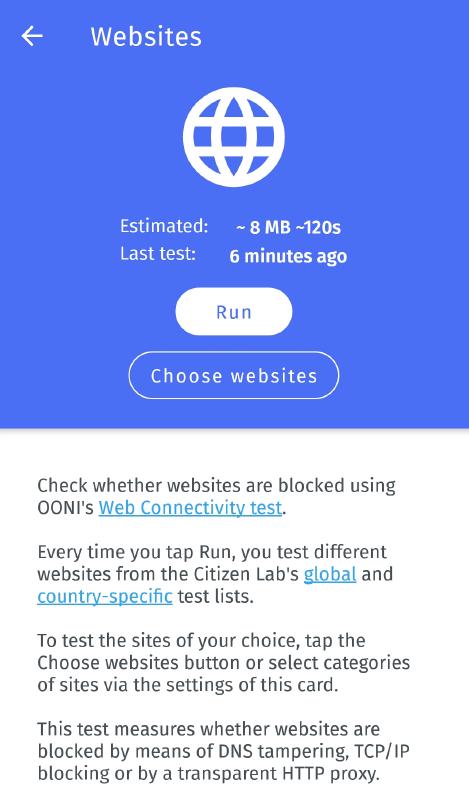 Websites
Estimated: ~ 8 MB ~120s
Last test: 6 minutes ago
Run
Choose websites
Check whether websites are blocked using
OONI's Web Connectivity test.
Every time you tap Run, you test different
websites from the Citizen Lab's global and
country-specific test lists.
To test the sites of your choice, tap the
Choose websites button or select categories
of sites via the settings of this card.
This test measures whether websites are
blocked by means of DNS tampering, TCP/IP
blocking or by a transparent HTTP proxy.